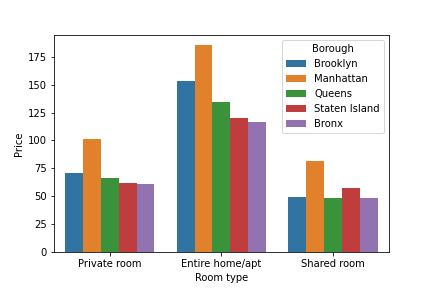 Borough
Brooklyn
Manhattan
Queens
Staten Island
Bronx
Price
175
150
125
100
75
50
25
0
Private room
Entire home/apt
Shared room
Room type